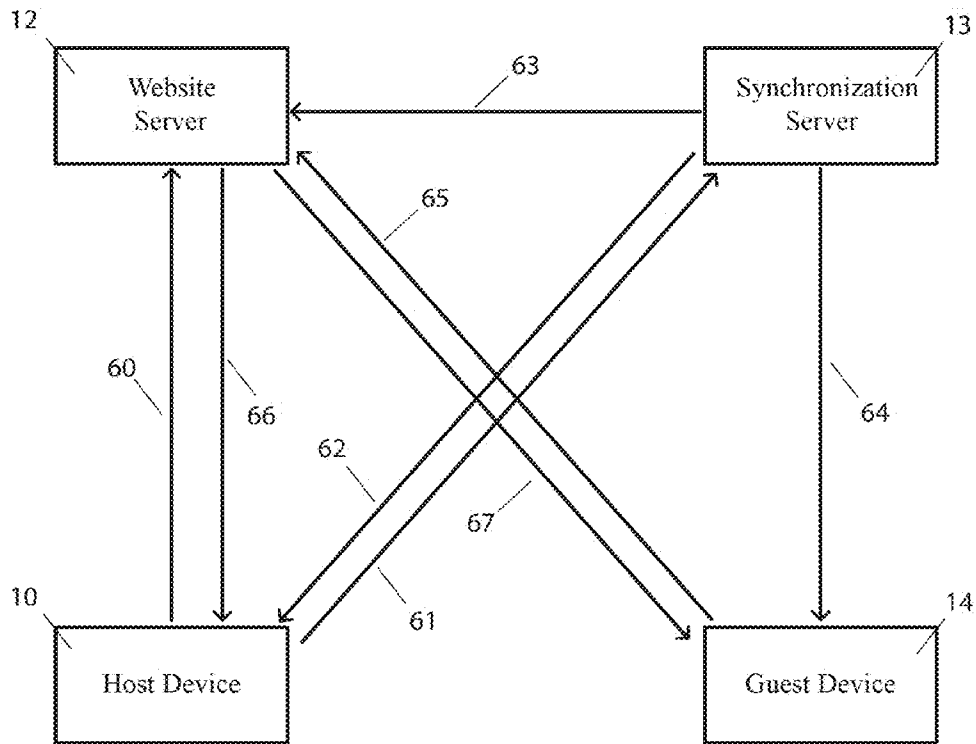 12
13
Website
Server
63
Synchronization
Server
65
60
66
64
62
67
61
10
14
Host Device
Guest Device